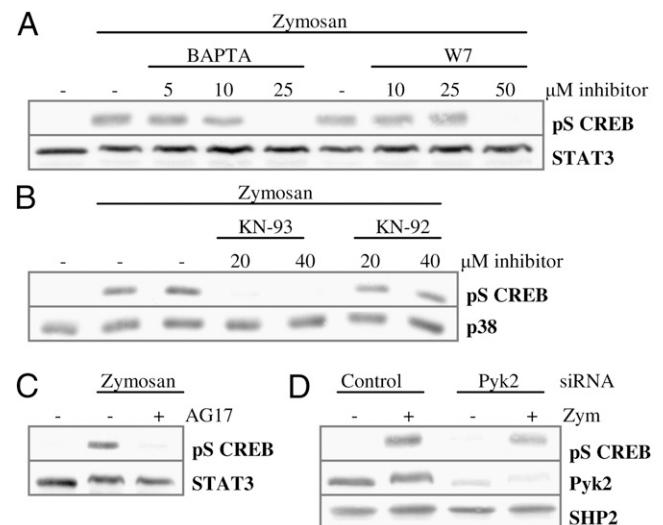 A
Zymosan
BAPTA W7
- - 5 10 25 - 10 25 50 μM inhibitor
pS CREB
STAT3
B
Zymosan
KN-93 KN-92
- - - 20 40 20 40 μM inhibitor
pS CREB
p38
C
Zymosan
- - + AG17
pS CREB
STAT3
D
Control Pyk2 siRNA
- + - + Zym
pS CREB
Pyk2
SHP2